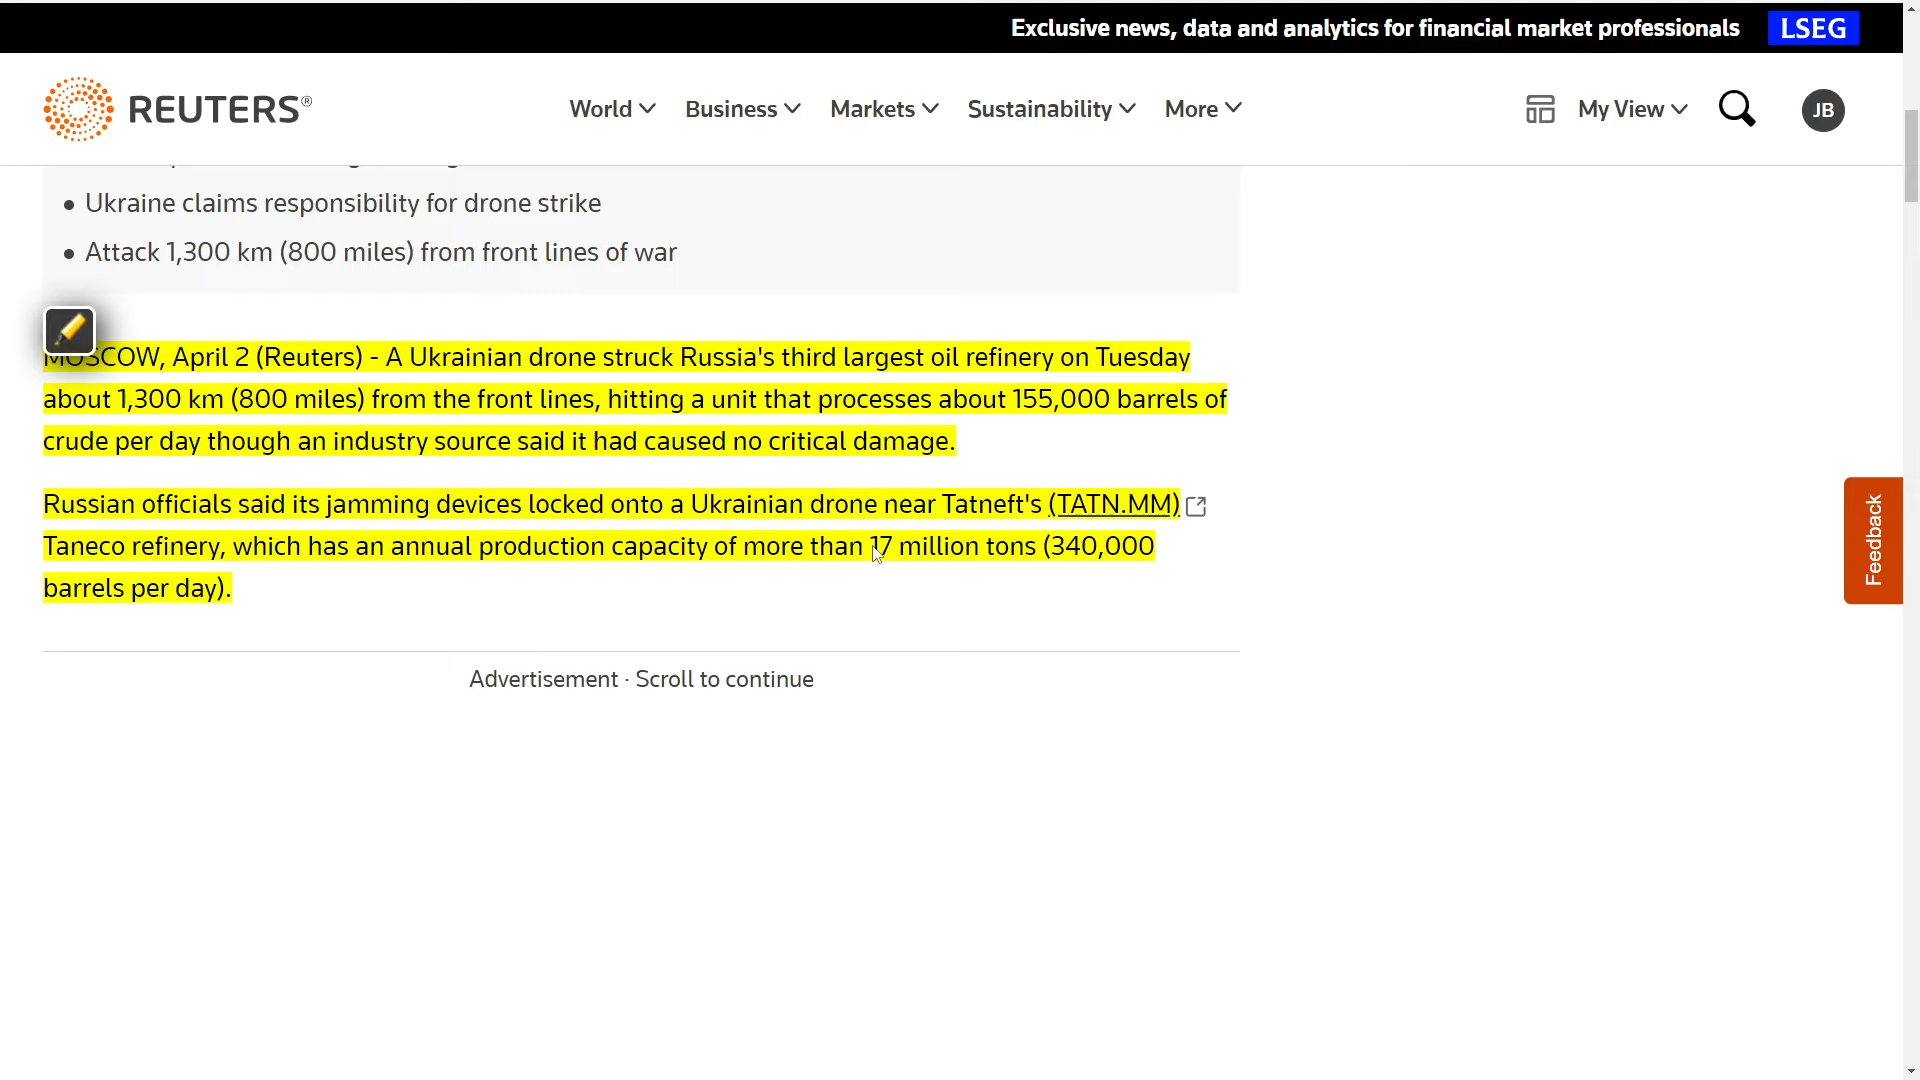 Exclusive news, data and analytics for financial market professionals LSEG
REUTERS®
World Business Markets Sustainability More
My View JB
Ukraine claims responsibility for drone strike
Attack 1,300 km (800 miles) from front lines of war
MOSCOW, April 2 (Reuters) - A Ukrainian drone struck Russia's third largest oil refinery on Tuesday
about 1,300 km (800 miles) from the front lines, hitting a unit that processes about 155,000 barrels of
crude per day though an industry source said it had caused no critical damage.
Russian officials said its jamming devices locked onto a Ukrainian drone near Tatneft's (TATN.MM)
Taneco refinery, which has an annual production capacity of more than 17 million tons (340,000
barrels per day).
Feedback
Advertisement · Scroll to continue